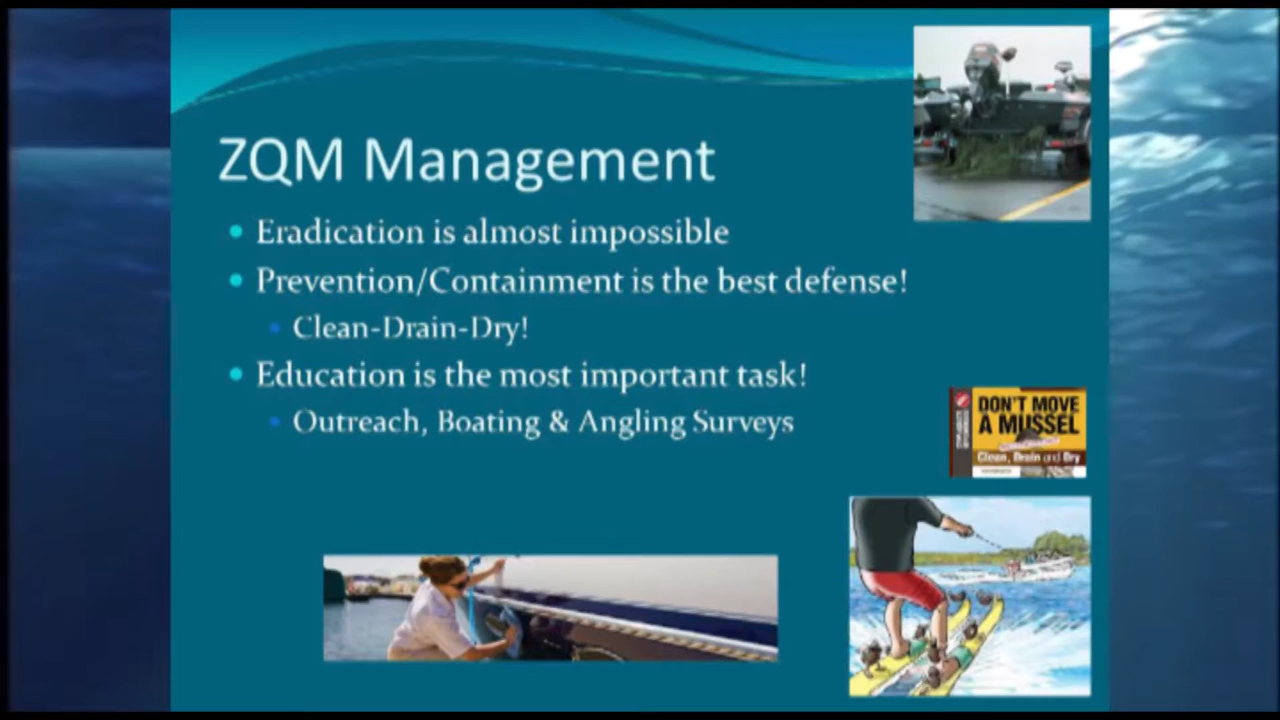 ZQM Management
Eradication is almost impossible
Prevention/Containment is the best defense!
Clean-Drain-Dry!
Education is the most important task!
Outreach, Boating & Angling Surveys
DON'T MOVE
A MUSSEL
Clean, Drain and Dry